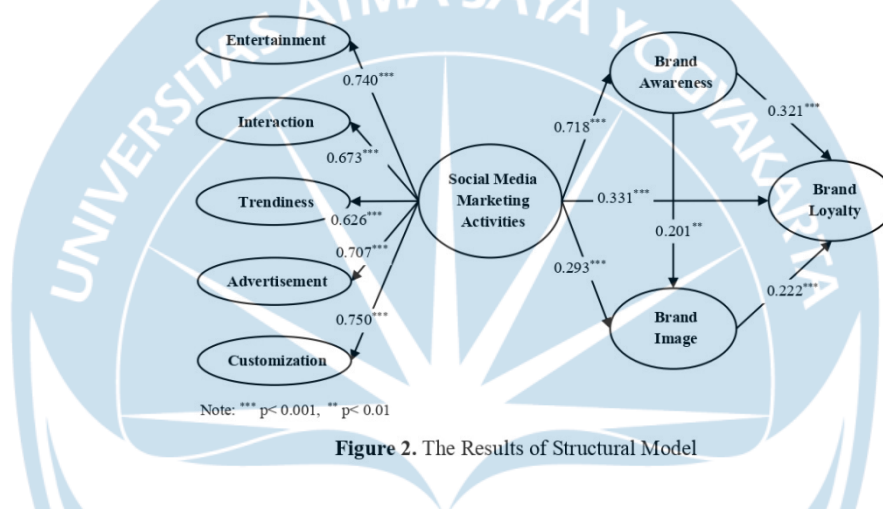 UNIVERSITAS ATMA JAYA YOGYAKARTA
Entertainment
0.740***
Interaction
0.673***
Trendiness
0.626***
Advertisement
0.707***
Customization
0.750***
Social Media
Marketing
Activities
Brand
Awareness
0.718***
0.321***
0.331***
Brand
Loyalty
0.201**
0.293***
0.222***
Brand
Image
Note: *** p< 0.001, ** p< 0.01
Figure 2. The Results of Structural Model